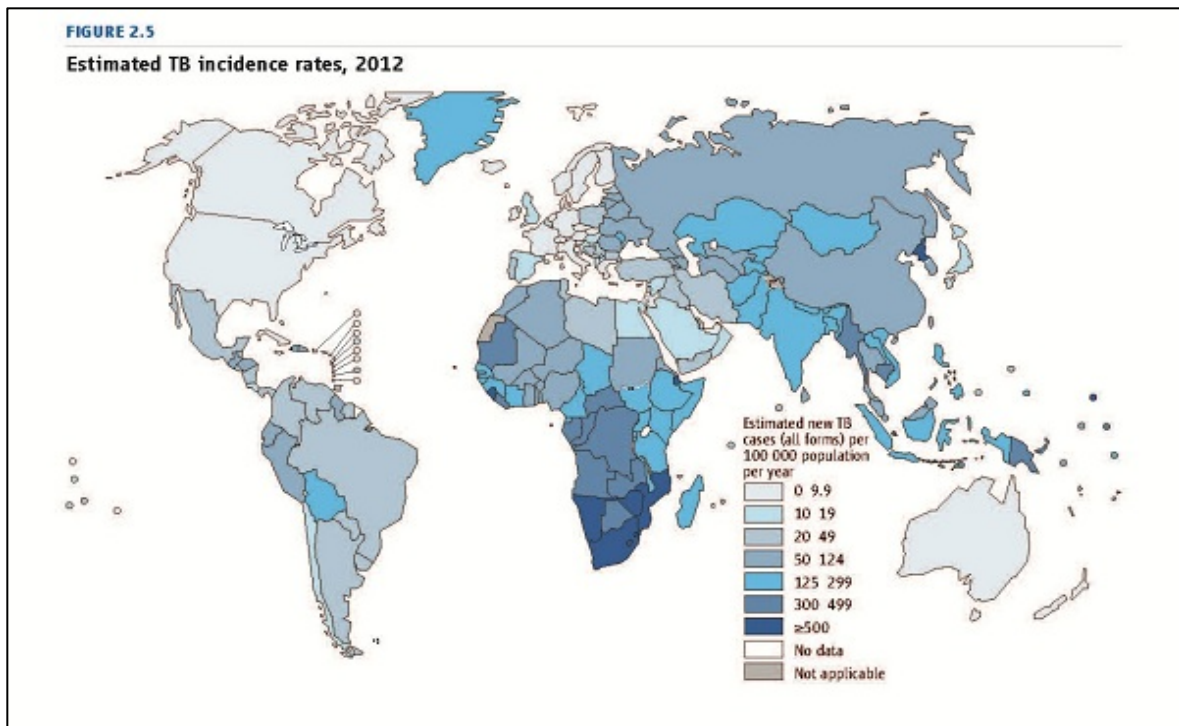 FIGURE 2.5
Estimated TB incidence rates, 2012
Estimated new TB
cases (all forms) per
100 000 population
per year
0 9.9
10 19
20 49
50 124
125 299
300 499
≥500
No data
Not applicable